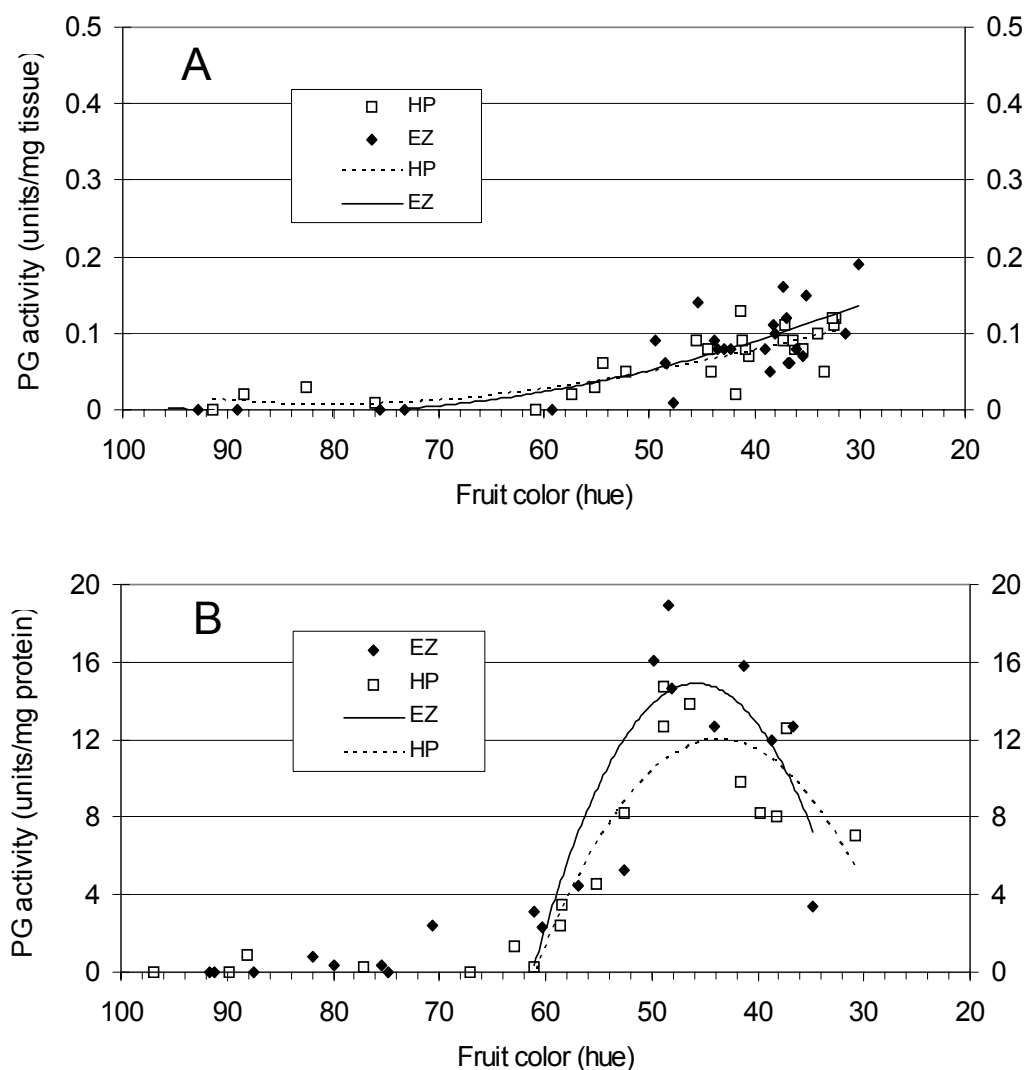 A
PG activity (units/mg tissue)
0.5
0.4
0.3
0.2
0.1
0
HP
EZ
HP
EZ
0.5
0.4
0.3
0.2
0.1
0
100 90 80 70 60 50 40 30 20
Fruit color (hue)
B
PG activity (units/mg protein)
20
16
12
8
4
0
EZ
HP
EZ
HP
20
16
12
8
4
0
100 90 80 70 60 50 40 30 20
Fruit color (hue)